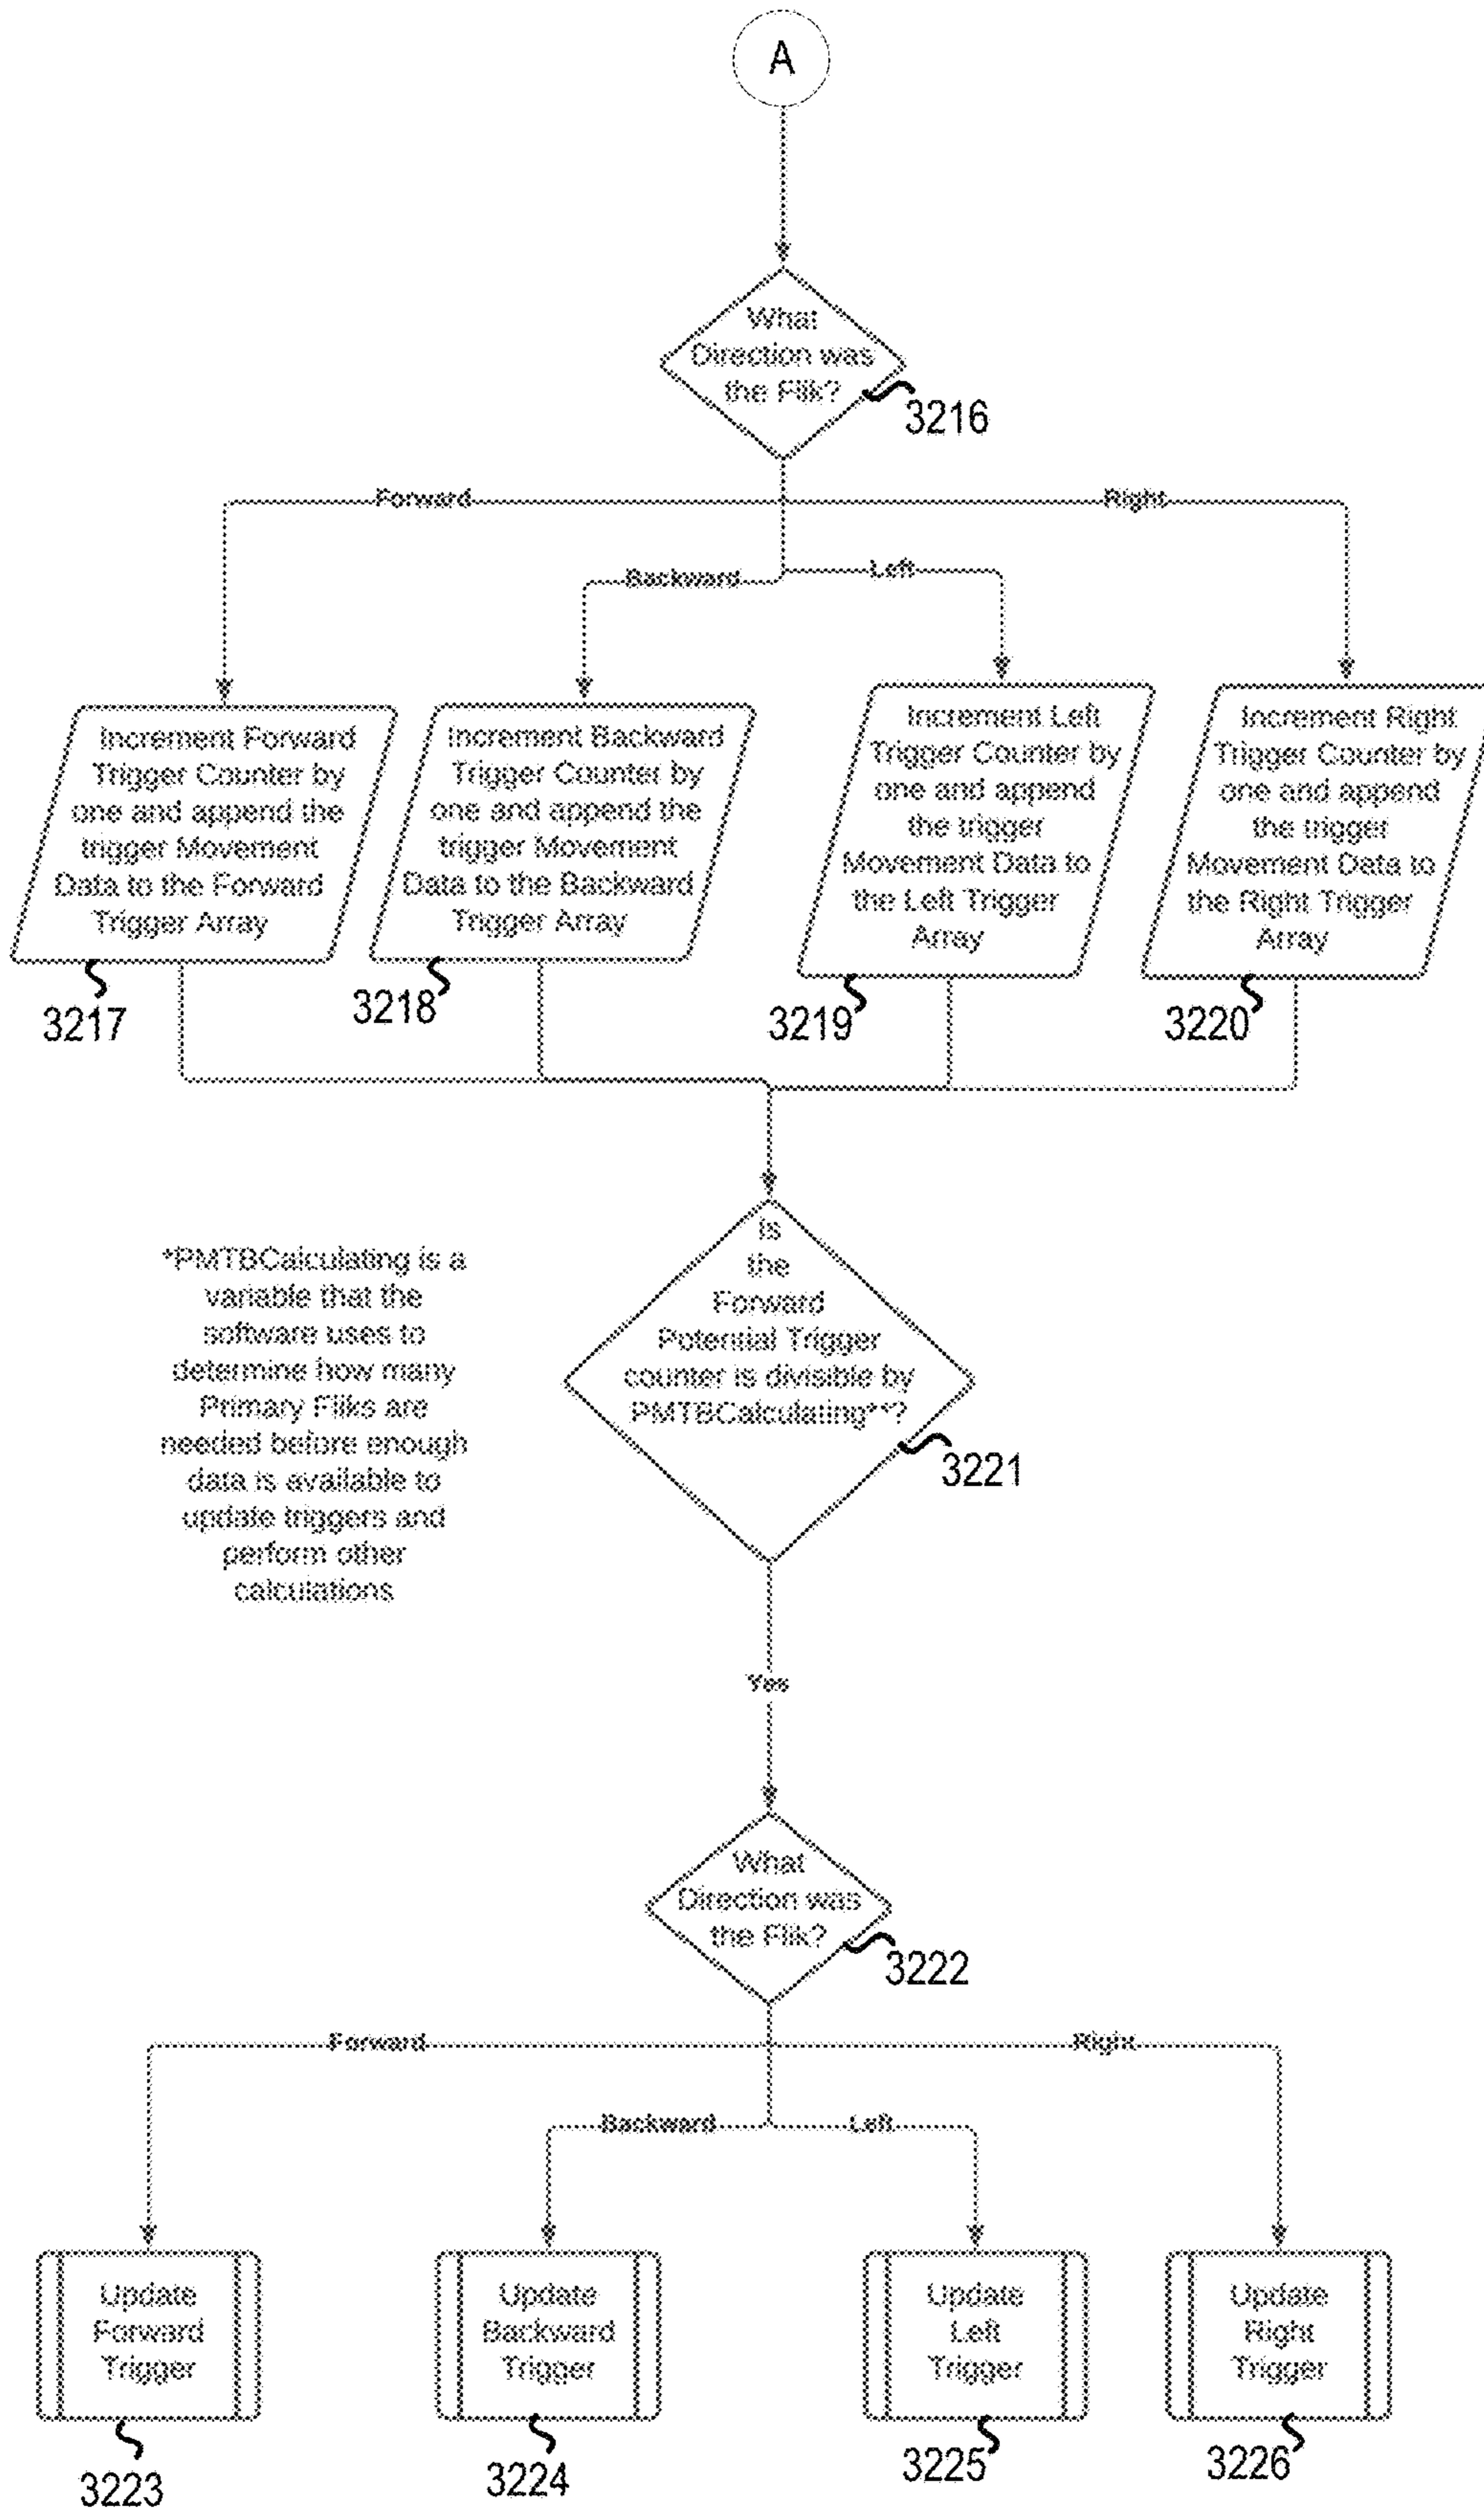 A
What
Direction was
the Flik?
3216
Forward
Right
Backward
Left
Increment Forward
Trigger Counter by
one and append the
trigger Movement
Data to the Forward
Trigger Array
3217
Increment Backward
Trigger Counter by
one and append the
trigger Movement
Data to the Backward
Trigger Array
3218
Increment Left
Trigger Counter by
one and append
the trigger
Movement Data to
the Left Trigger
Array
3219
Increment Right
Trigger Counter by
one and append
the trigger
Movement Data to
the Right Trigger
Array
3220
*PMTBCalculating is a
variable that the
software uses to
determine how many
Primary Fliks are
needed before enough
data is available to
update triggers and
perform other
calculations
Is
the
Forward
Potential Trigger
counter is divisible by
PMTBCalculating**?
3221
Yes
What
Direction was
the Flik?
3222
Forward
Right
Backward
Left
Update
Forward
Trigger
3223
Update
Backward
Trigger
3224
Update
Left
Trigger
3225
Update
Right
Trigger
3226